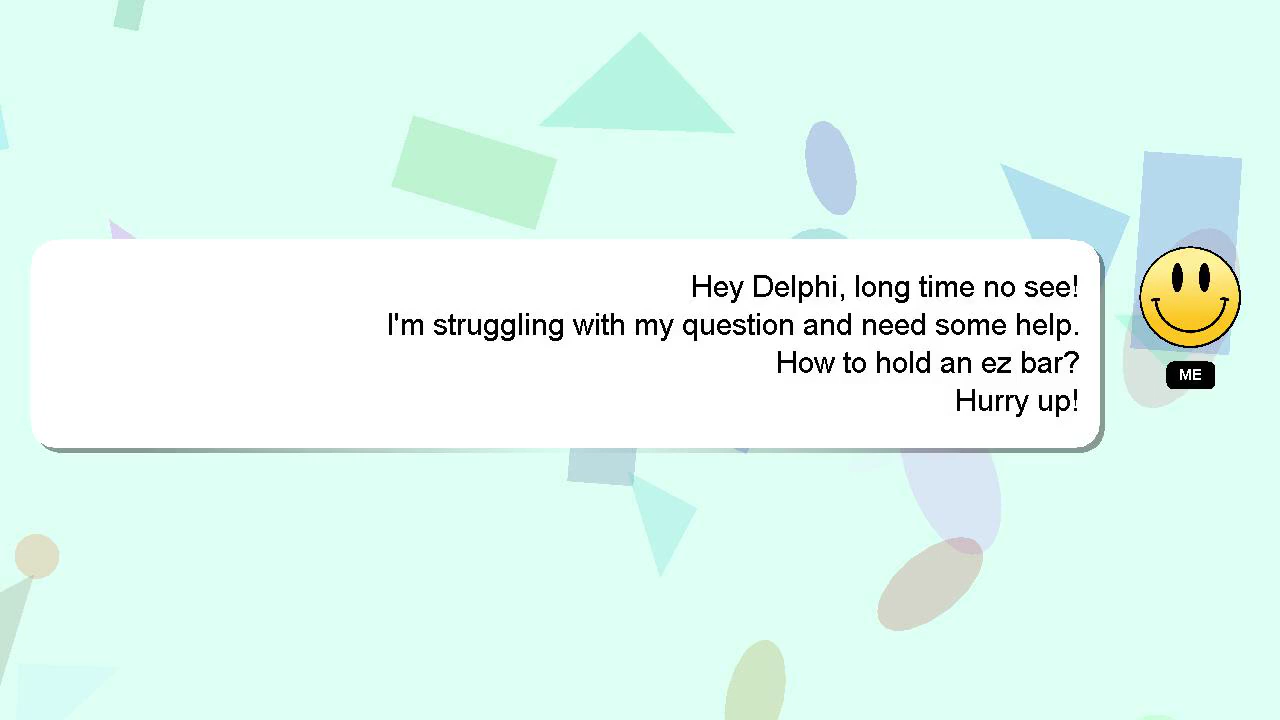 Hey Delphi, long time no see!
I'm struggling with my question and need some help.
How to hold an ez bar?
Hurry up!
ME